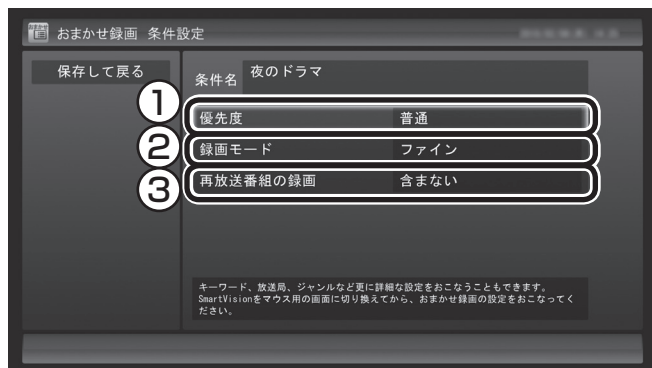 おまかせ録画 条件設定
保存して戻る
条件名 夜のドラマ
① 優先度 普通
② 録画モード ファイン
③ 再放送番組の録画 含まない
キーワード、放送局、ジャンルなど更に詳細な設定をおこなうこともできます。
SmartVisionをマウス用の画面に切り換えてから、おまかせ録画の設定をおこなってく
ださい。